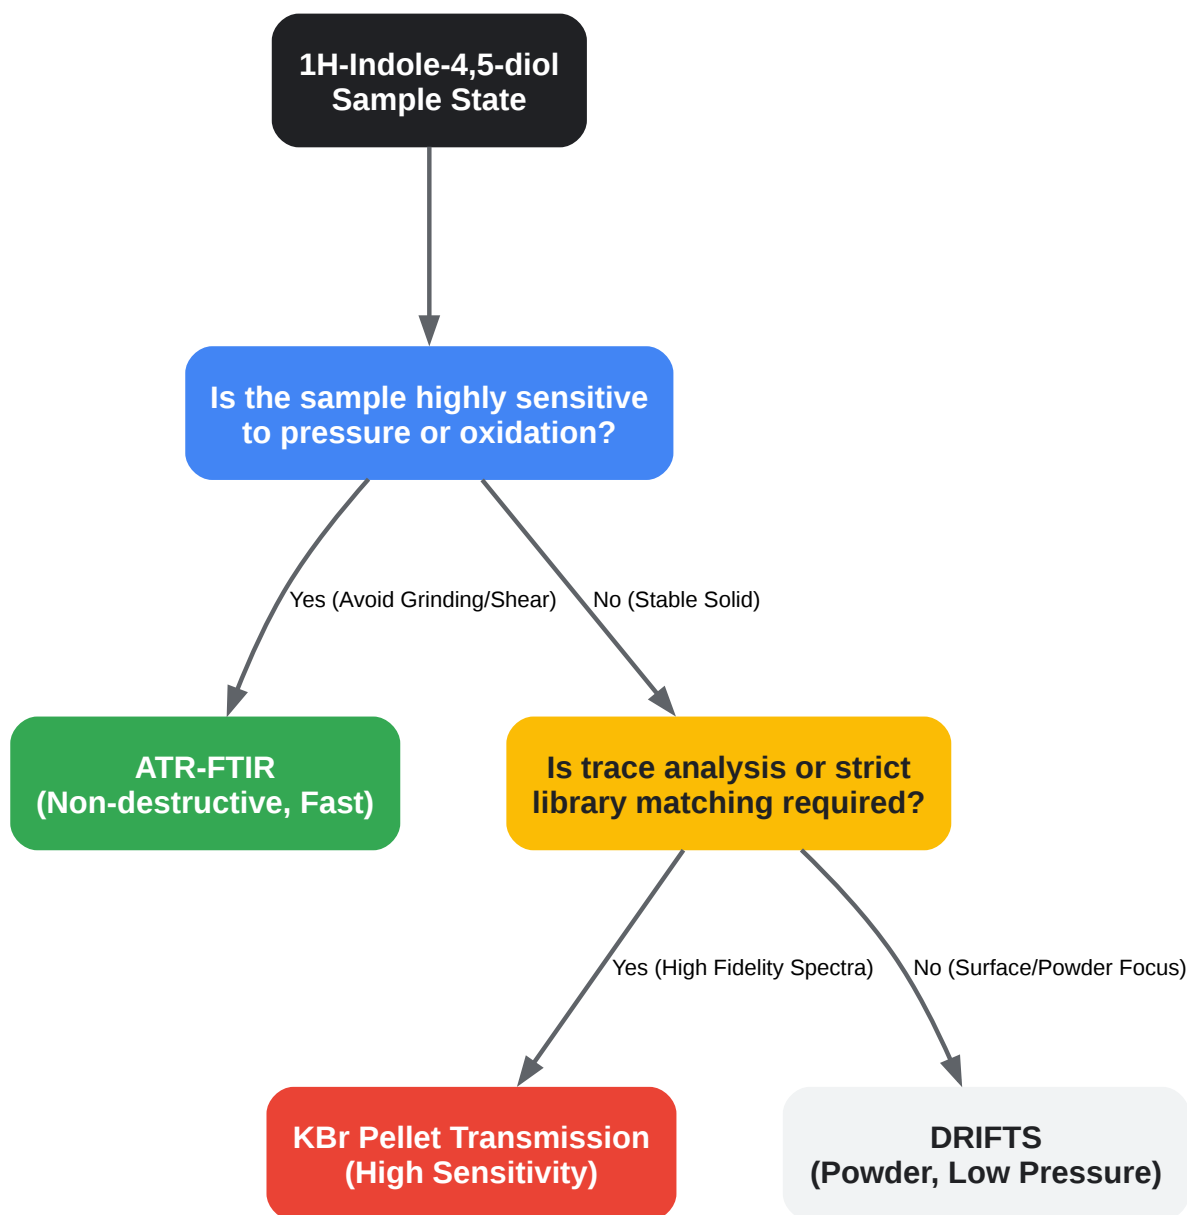 1H-Indole-4,5-diol
Sample State
Is the sample highly sensitive
to pressure or oxidation?
Yes (Avoid Grinding/Shear)
No (Stable Solid)
ATR-FTIR
(Non-destructive, Fast)
Is trace analysis or strict
library matching required?
Yes (High Fidelity Spectra)
No (Surface/Powder Focus)
KBr Pellet Transmission
(High Sensitivity)
DRIFTS
(Powder, Low Pressure)